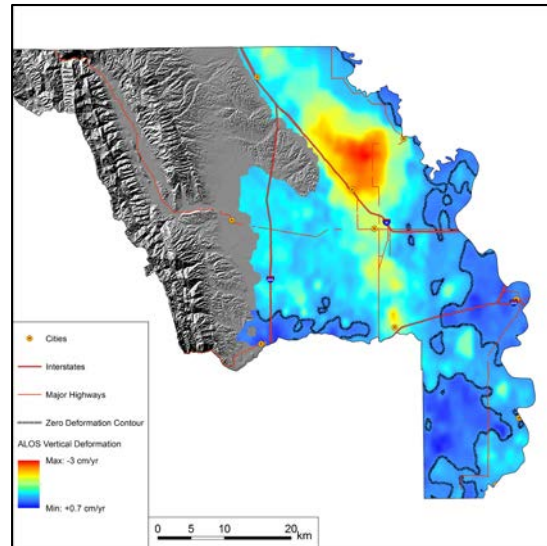 Cities
Interstates
Major Highways
Zero Deformation Contour
ALOS Vertical Deformation
Max: -3 cm/yr
Min: +0.7 cm/yr
0 5 10 20 km